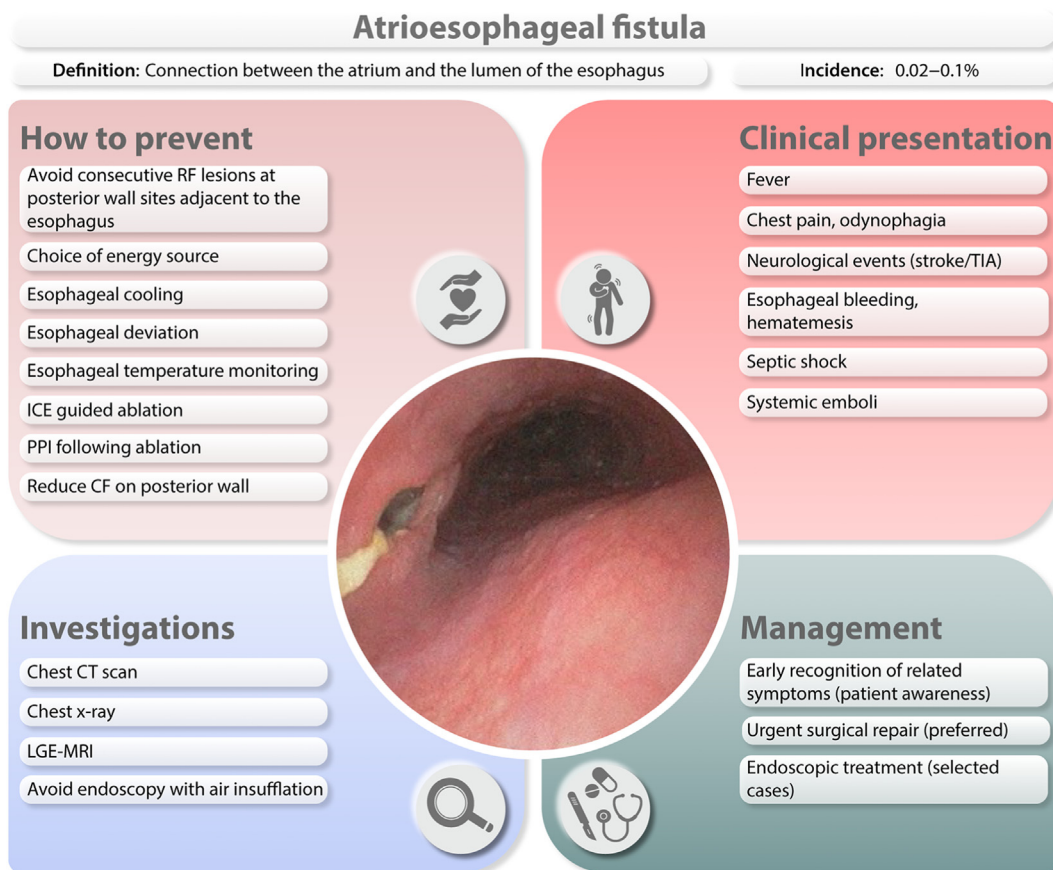 Atrioesophageal fistula
Definition: Connection between the atrium and the lumen of the esophagus
Incidence: 0.02–0.1%
How to prevent
Avoid consecutive RF lesions at
posterior wall sites adjacent to the
esophagus
Choice of energy source
Esophageal cooling
Esophageal deviation
Esophageal temperature monitoring
ICE guided ablation
PPI following ablation
Reduce CF on posterior wall
Clinical presentation
Fever
Chest pain, odynophagia
Neurological events (stroke/TIA)
Esophageal bleeding,
hematemesis
Septic shock
Systemic emboli
Investigations
Chest CT scan
Chest x-ray
LGE-MRI
Avoid endoscopy with air insufflation
Management
Early recognition of related
symptoms (patient awareness)
Urgent surgical repair (preferred)
Endoscopic treatment (selected
cases)